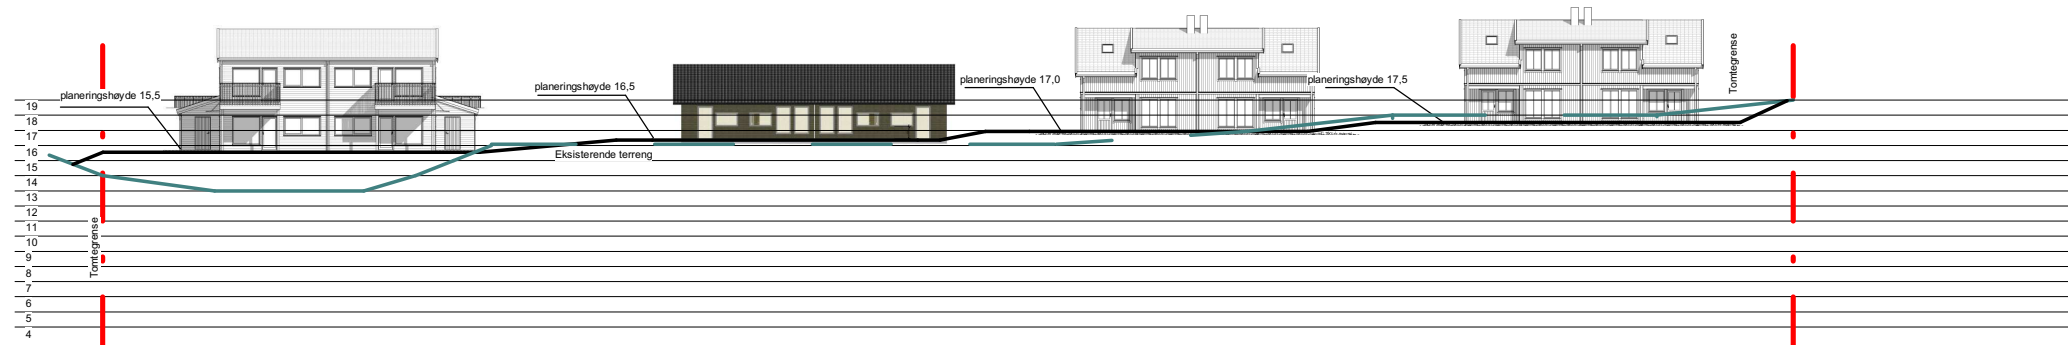 planeringshøyde 15,5
planeringshøyde 16,5
planeringshøyde 17,0
planeringshøyde 17,5
Tomtegrense
Eksisterende terreng
Tomtegrense
19
18
17
16
15
14
13
12
11
10
9
8
7
6
5
4